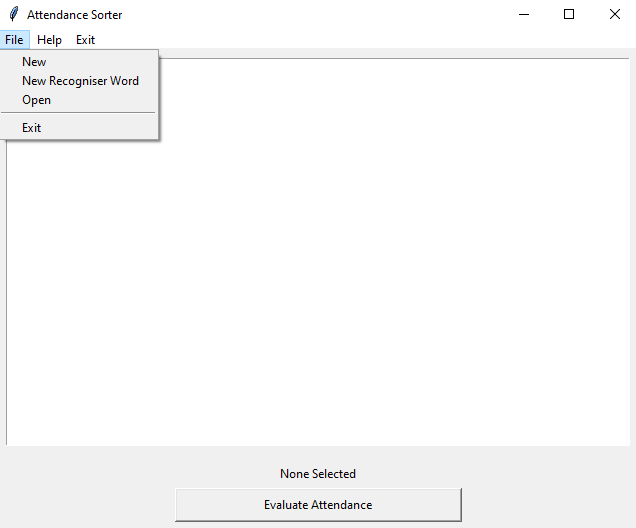 Attendance Sorter
File Help Exit
New
New Recogniser Word
Open
Exit
None Selected
Evaluate Attendance